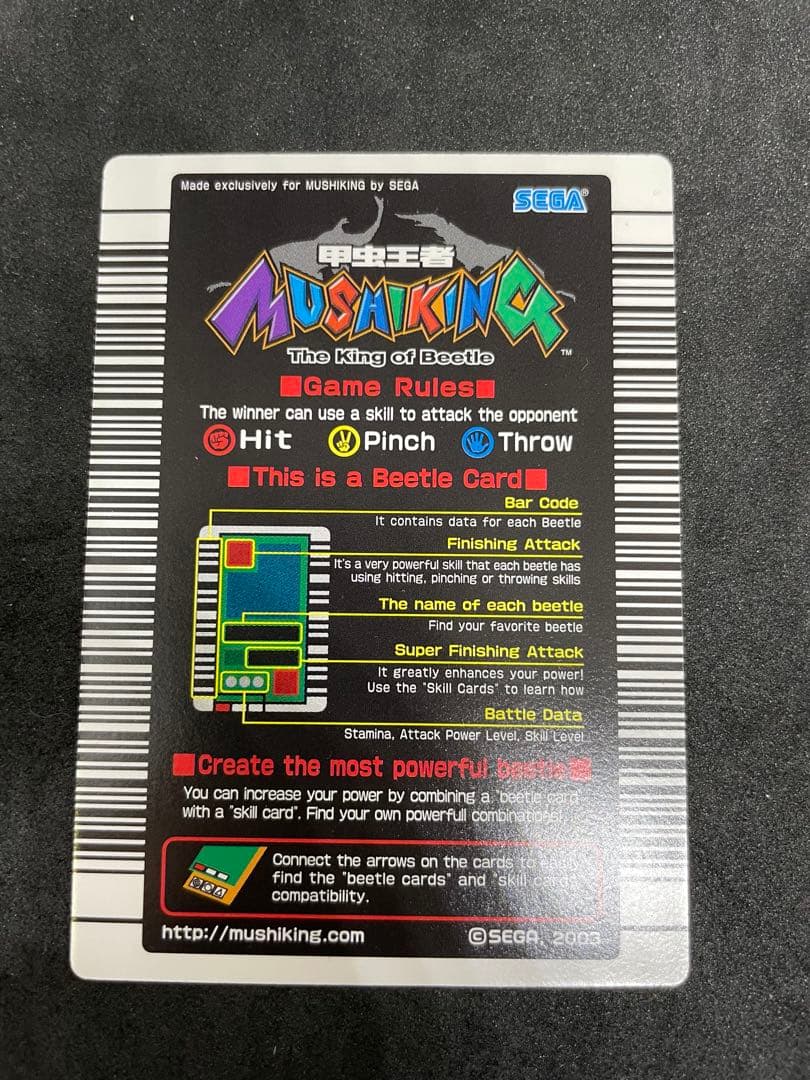 Made exclusively for MUSHIKING by SEGA
SEGA®
甲虫王者
MUSHIKING
The King of Beetle
TM
■Game Rules■
The winner can use a skill to attack the opponent
Hit Pinch Throw
■This is a Beetle Card■
Bar Code
It contains data for each Beetle
Finishing Attack
It's a very powerful skill that each beetle has
using hitting, pinching or throwing skills
The name of each beetle
Find your favorite beetle
Super Finishing Attack
It greatly enhances your power!
Use the "Skill Cards" to learn how
Battle Data
Stamina, Attack Power Level, Skill Level
■Create the most powerful beetle■
You can increase your power by combining a "beetle card"
with a "skill card". Find your own powerfull combinations!
Connect the arrows on the cards to
find the "beetle cards" and "skill
compatibility.
http://mushiking.com
©SEGA, 2003